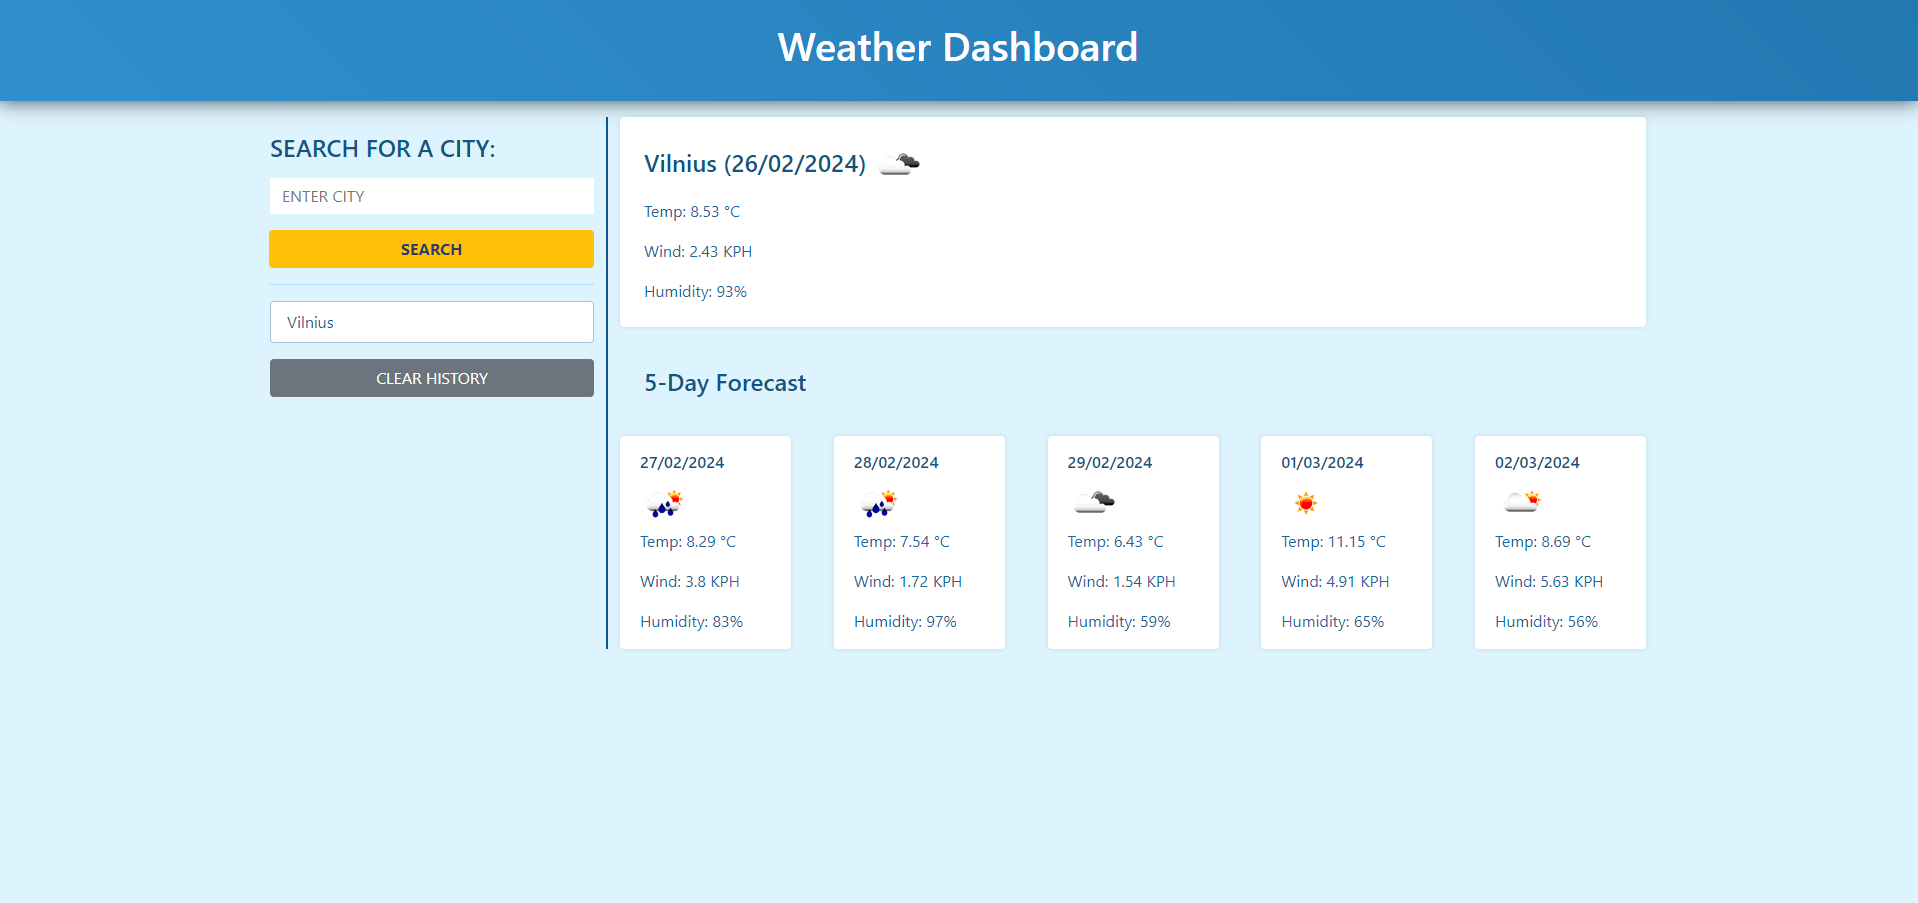 Weather Dashboard
SEARCH FOR A CITY:
ENTER CITY
SEARCH
Vilnius
CLEAR HISTORY
Vilnius (26/02/2024)
Temp: 8.53 °C
Wind: 2.43 KPH
Humidity: 93%
5-Day Forecast
27/02/2024
Temp: 8.29 °C
Wind: 3.8 KPH
Humidity: 83%
28/02/2024
Temp: 7.54 °C
Wind: 1.72 KPH
Humidity: 97%
29/02/2024
Temp: 6.43 °C
Wind: 1.54 KPH
Humidity: 59%
01/03/2024
Temp: 11.15 °C
Wind: 4.91 KPH
Humidity: 65%
02/03/2024
Temp: 8.69 °C
Wind: 5.63 KPH
Humidity: 56%